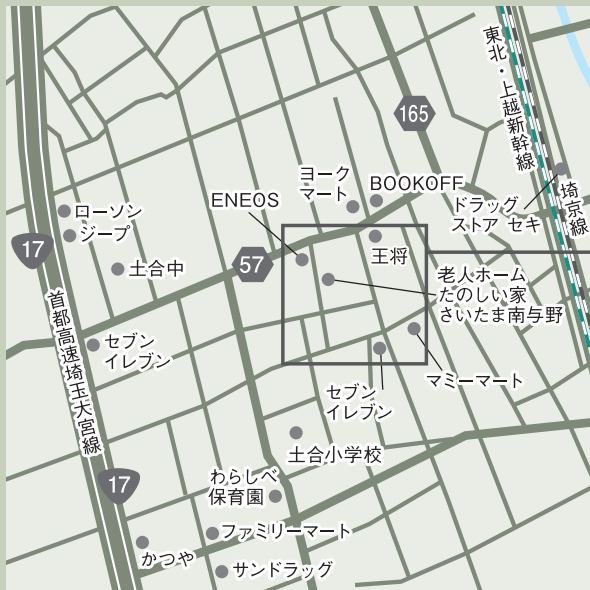 東北・上越新幹線
165
ヨーク
マート
BOOKOFF
ENEOS
ドラッグ
ストア セキ
埼京線
ローソン
ジープ
17
土合中
57
王将
老人ホーム
たのしい家
さいたま南与野
首都高速埼玉大宮線
セブン
イレブン
マミーマート
セブン
イレブン
土合小学校
17
わらしべ
保育園
ファミリーマート
かつや
サンドラッグ